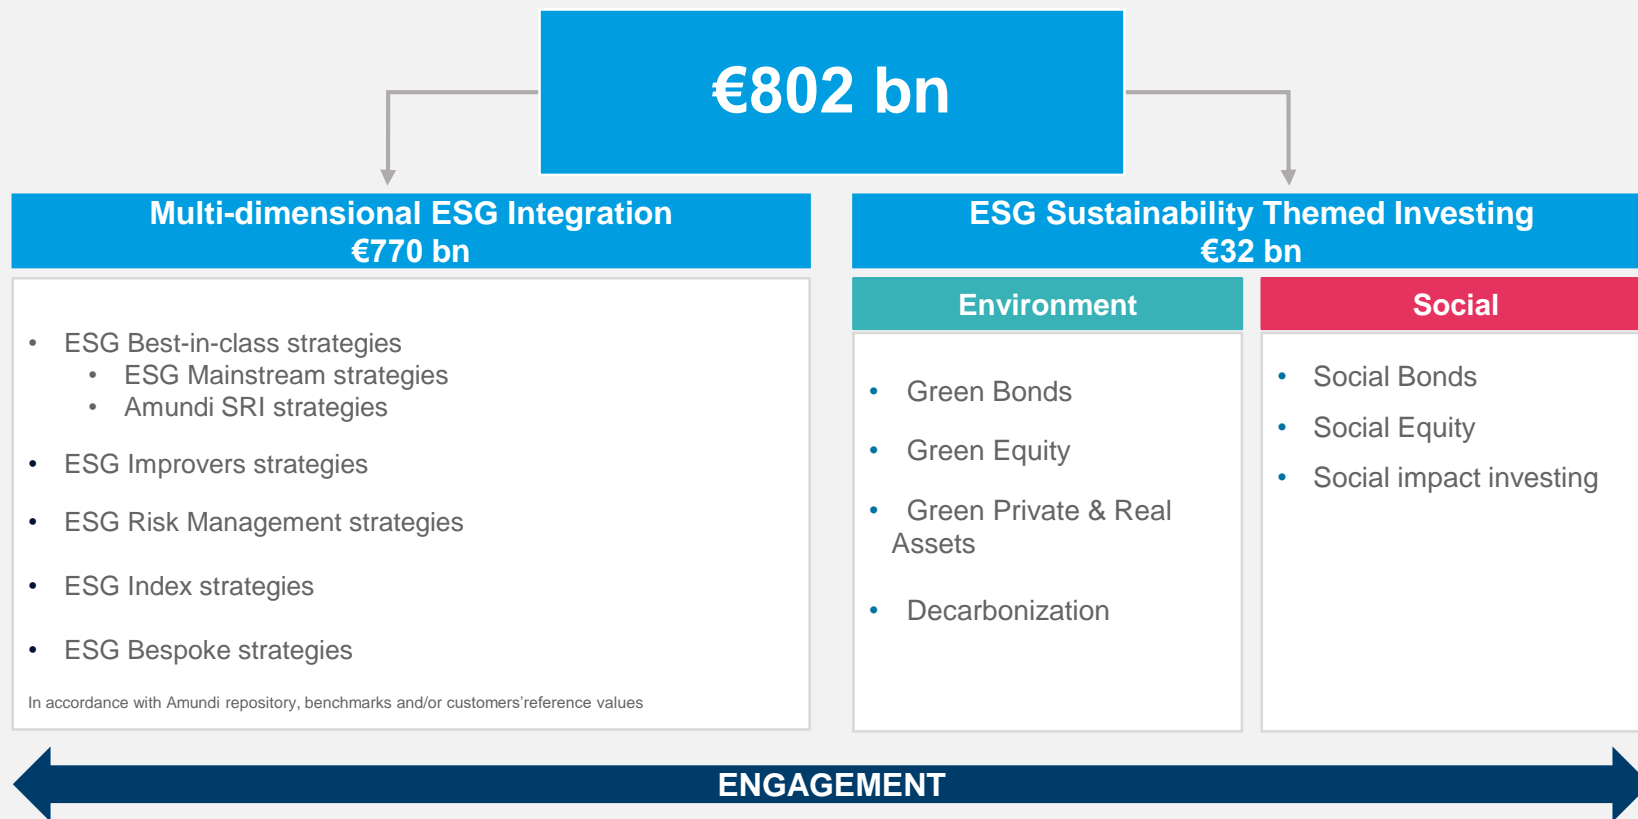 €802 bn
Multi-dimensional ESG Integration
€770 bn
• ESG Best-in-class strategies
• ESG Mainstream strategies
• Amundi SRI strategies
• ESG Improvers strategies
• ESG Risk Management strategies
• ESG Index strategies
• ESG Bespoke strategies
In accordance with Amundi repository, benchmarks and/or customers'reference values
ESG Sustainability Themed Investing
€32 bn
Environment
• Green Bonds
• Green Equity
• Green Private & Real
Assets
• Decarbonization
Social
• Social Bonds
• Social Equity
• Social impact investing
ENGAGEMENT